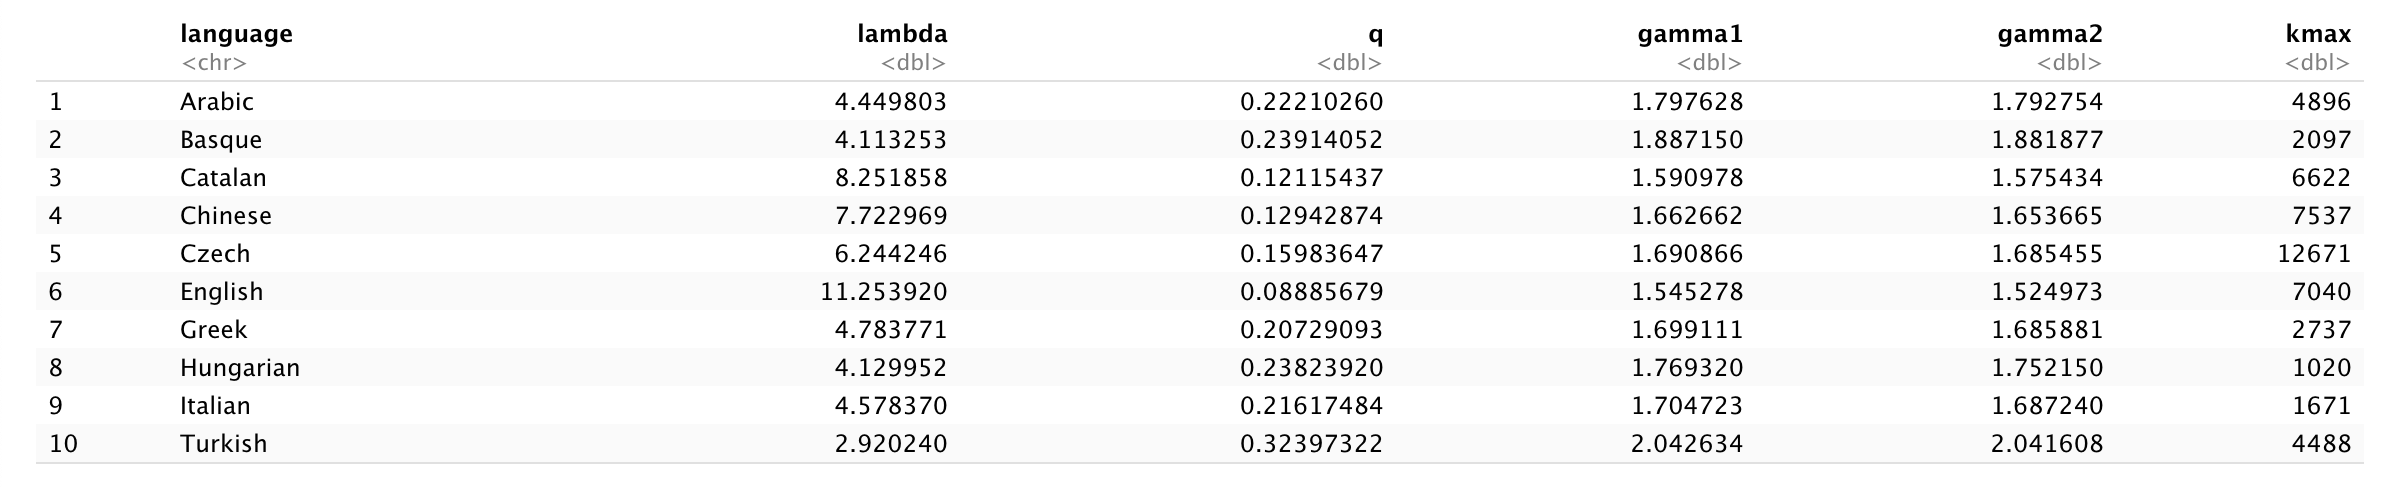 language lambda q gamma1 gamma2 kmax
<chr> <dbl> <dbl> <dbl> <dbl> <dbl>
1 Arabic 4.449803 0.22210260 1.797628 1.792754 4896
2 Basque 4.113253 0.23914052 1.887150 1.881877 2097
3 Catalan 8.251858 0.12115437 1.590978 1.575434 6622
4 Chinese 7.722969 0.12942874 1.662662 1.653665 7537
5 Czech 6.244246 0.15983647 1.690866 1.685455 12671
6 English 11.253920 0.08885679 1.545278 1.524973 7040
7 Greek 4.783771 0.20729093 1.699111 1.685881 2737
8 Hungarian 4.129952 0.23823920 1.769320 1.752150 1020
9 Italian 4.578370 0.21617484 1.704723 1.687240 1671
10 Turkish 2.920240 0.32397322 2.042634 2.041608 4488